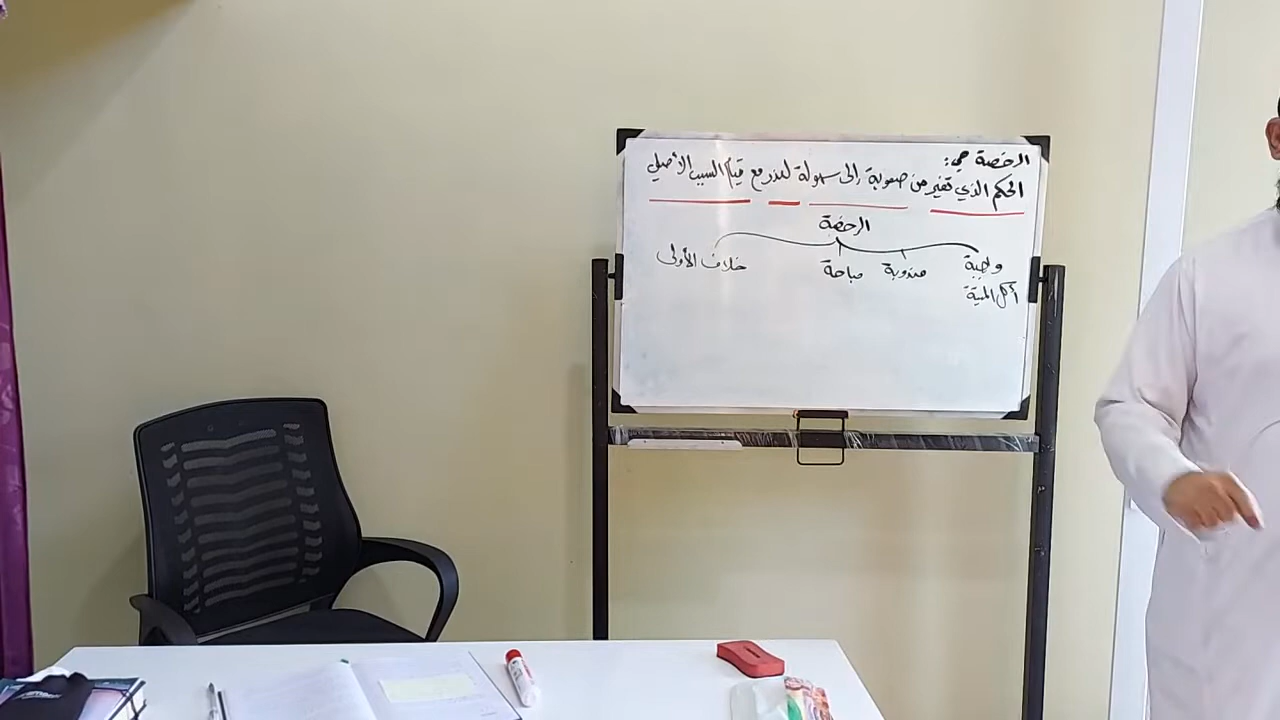 الرخصة هي:
الحكم الذي تغير من صعوبة إلى سهولة لعذر مع قيام السبب الأصلي
الرخصة
واجبة مندوبة مباحة خلاف الأولى
أكل الميتة